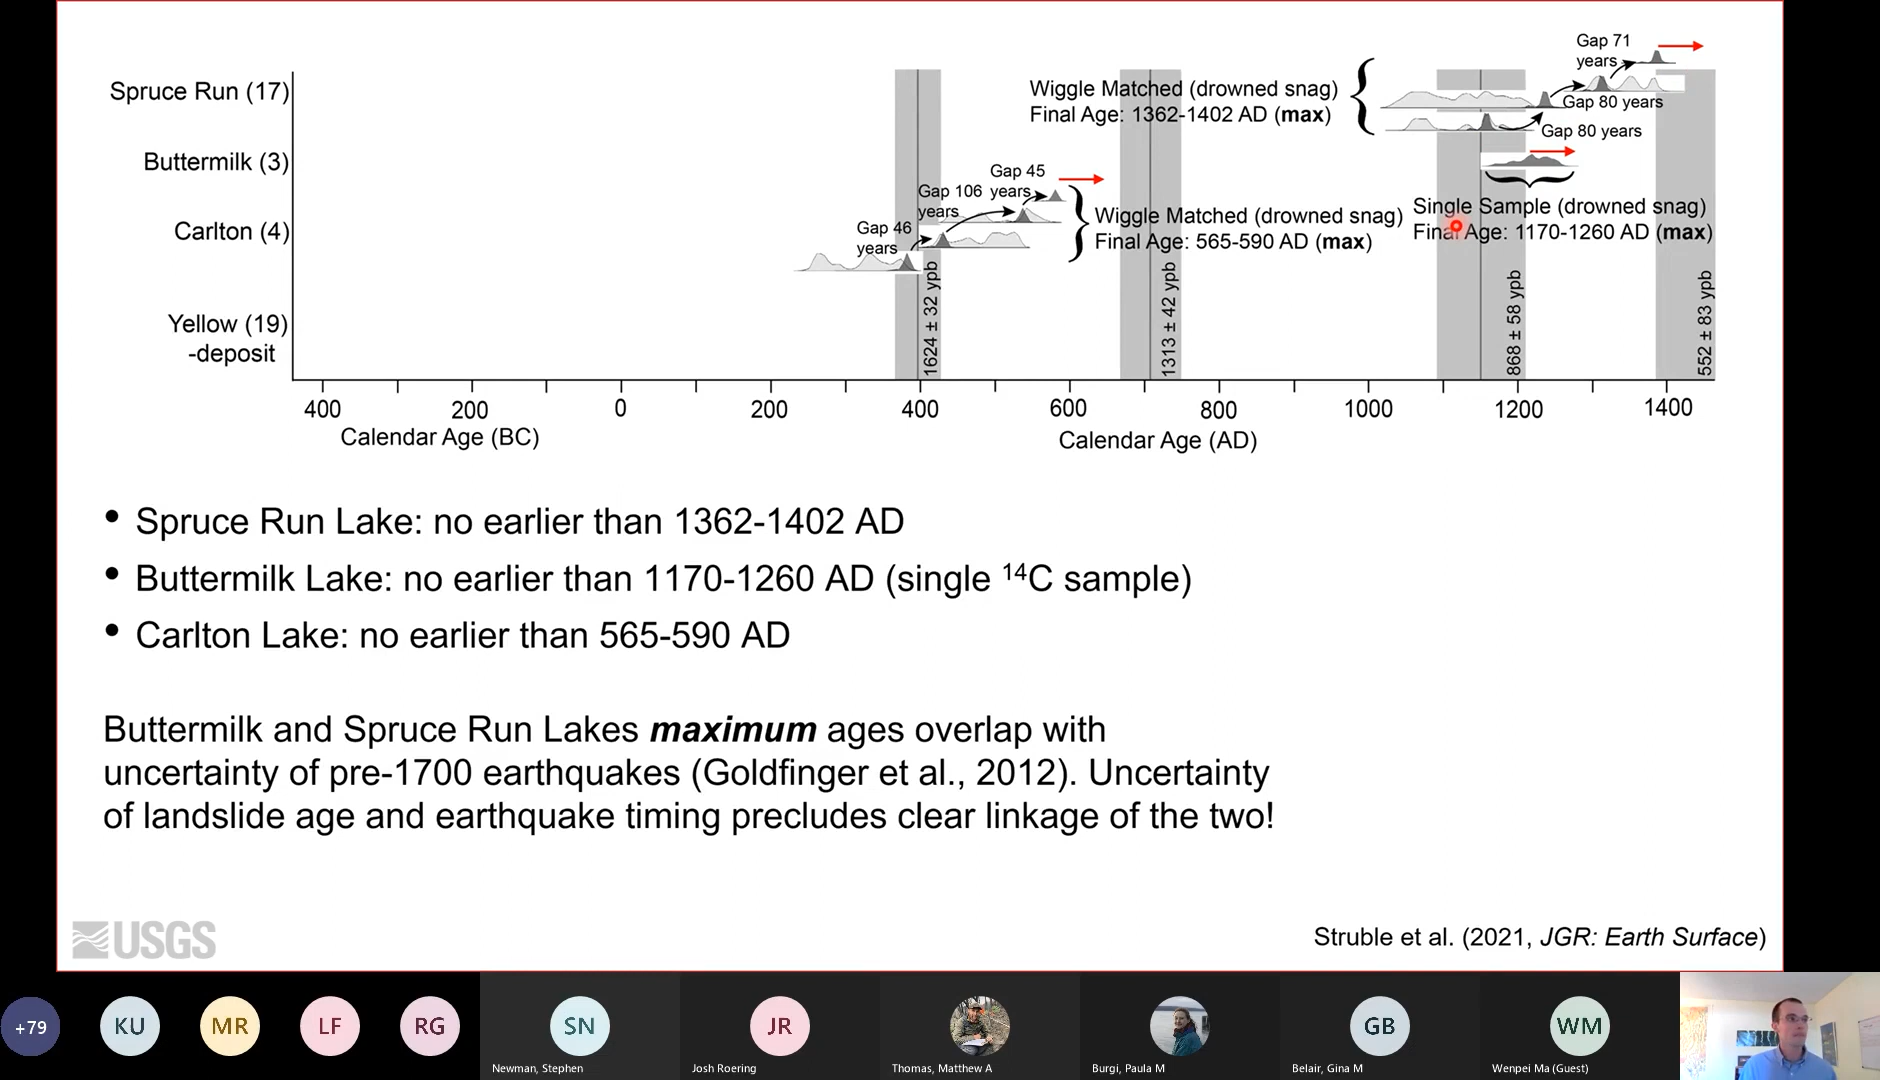 Gap 71
years
Spruce Run (17)
Wiggle Matched (drowned snag)
Final Age: 1362-1402 AD (max)
Gap 80 years
Gap 80 years
Buttermilk (3)
Gap 45
years
Gap 106
years
Single Sample (drowned snag)
Final Age: 1170-1260 AD (max)
Carlton (4)
Gap 46
years
Wiggle Matched (drowned snag)
Final Age: 565-590 AD (max)
Yellow (19)
-deposit
1624 ± 32 ypb
1313 ± 42 ypb
868 ± 58 ypb
552 ± 83 ypb
400 200 0 200 400 600 800 1000 1200 1400
Calendar Age (BC)
Calendar Age (AD)
• Spruce Run Lake: no earlier than 1362-1402 AD
• Buttermilk Lake: no earlier than 1170-1260 AD (single ¹⁴C sample)
• Carlton Lake: no earlier than 565-590 AD
Buttermilk and Spruce Run Lakes maximum ages overlap with
uncertainty of pre-1700 earthquakes (Goldfinger et al., 2012). Uncertainty
of landslide age and earthquake timing precludes clear linkage of the two!
USGS
Struble et al. (2021, JGR: Earth Surface)
+79
KU
MR
LF
RG
SN
Newman, Stephen
JR
Josh Roering
Thomas, Matthew A
Burgi, Paula M
GB
Belair, Gina M
WM
Wenpei Ma (Guest)